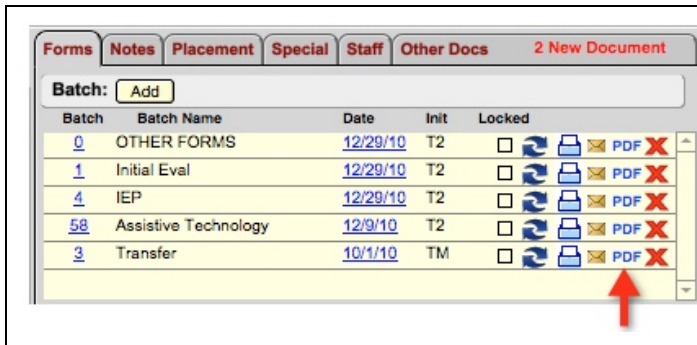 Forms Notes Placement Special Staff Other Docs 2 New Document
Batch: Add
Batch Batch Name Date Init Locked
0 OTHER FORMS 12/29/10 T2 PDF
1 Initial Eval 12/29/10 T2 PDF
4 IEP 12/29/10 T2 PDF
58 Assistive Technology 12/9/10 T2 PDF
3 Transfer 10/1/10 TM PDF